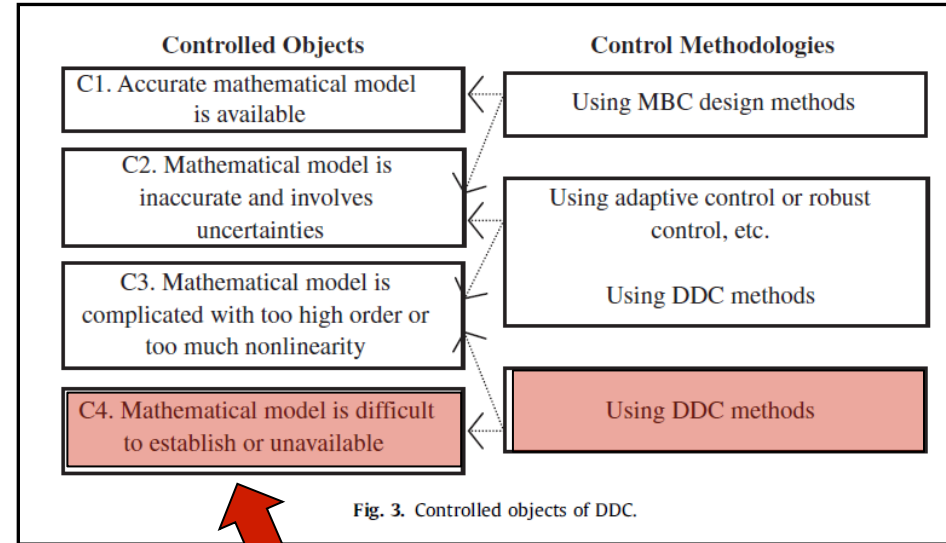 Controlled Objects
Control Methodologies
C1. Accurate mathematical model
is available
Using MBC design methods
C2. Mathematical model is
inaccurate and involves
uncertainties
Using adaptive control or robust
control, etc.
Using DDC methods
C3. Mathematical model is
complicated with too high order or
too much nonlinearity
C4. Mathematical model is difficult
to establish or unavailable
Using DDC methods
Fig. 3. Controlled objects of DDC.